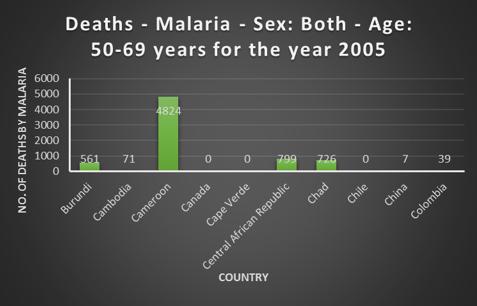 Deaths - Malaria - Sex: Both - Age:
50-69 years for the year 2005
NO. OF DEATHS BY MALARIA
6000
5000
4000
3000
2000
1000
0
561
71
4824
0
0
799
726
0
7
39
Burundi
Cambodia
Cameroon
Canada
Cape Verde
Central African Republic
Chad
Chile
China
Colombia
COUNTRY